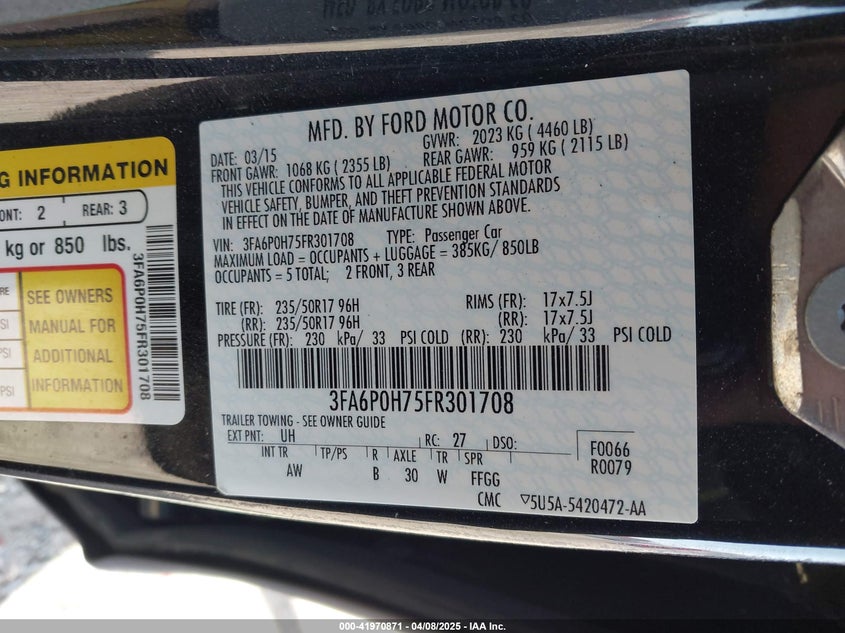 MFD. BY FORD MOTOR CO.
DATE: 03/15 GVWR: 2023 KG ( 4460 LB)
FRONT GAWR: 1068 KG ( 2355 LB) REAR GAWR: 959 KG ( 2115 LB)
THIS VEHICLE CONFORMS TO ALL APPLICABLE FEDERAL MOTOR
VEHICLE SAFETY, BUMPER, AND THEFT PREVENTION STANDARDS
IN EFFECT ON THE DATE OF MANUFACTURE SHOWN ABOVE.
VIN: 3FA6P0H75FR301708 TYPE: Passenger Car
MAXIMUM LOAD = OCCUPANTS + LUGGAGE = 385KG/ 850LB
OCCUPANTS = 5 TOTAL; 2 FRONT, 3 REAR
TIRE (FR): 235/50R17 96H RIMS (FR): 17x7.5J
(RR): 235/50R17 96H (RR): 17x7.5J
PRESSURE (FR): 230 kPa/ 33 PSI COLD (RR): 230 kPa/ 33 PSI COLD
3FA6P0H75FR301708
TRAILER TOWING - SEE OWNER GUIDE
EXT PNT: UH RC: 27 DSO: F0066
INT TR TP/PS R AXLE TR SPR R0079
AW B 30 W FFGG
CMC ▽5U5A-5420472-AA
G INFORMATION
ONT: 2 REAR: 3
kg or 850 lbs.
3FA6P0H75FR301708
RE
SI
PSI
PSI
SEE OWNERS
MANUAL FOR
ADDITIONAL
INFORMATION
000-41970871 04/08/2025 - IAA Inc.